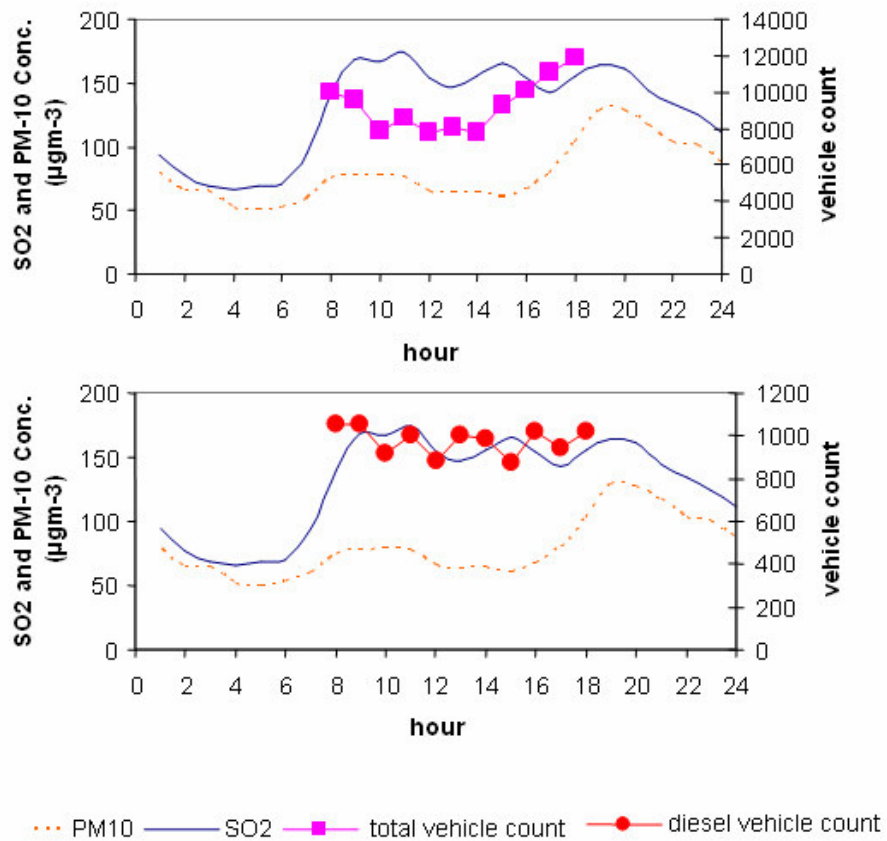 SO2 and PM-10 Conc.
(µgm-3)
200
150
100
50
0
14000
12000
10000
8000
6000
4000
2000
0
vehicle count
0 2 4 6 8 10 12 14 16 18 20 22 24
hour
SO2 and PM-10 Conc.
(µgm-3)
200
150
100
50
0
1200
1000
800
600
400
200
0
vehicle count
0 2 4 6 8 10 12 14 16 18 20 22 24
hour
PM10 SO2 total vehicle count diesel vehicle count